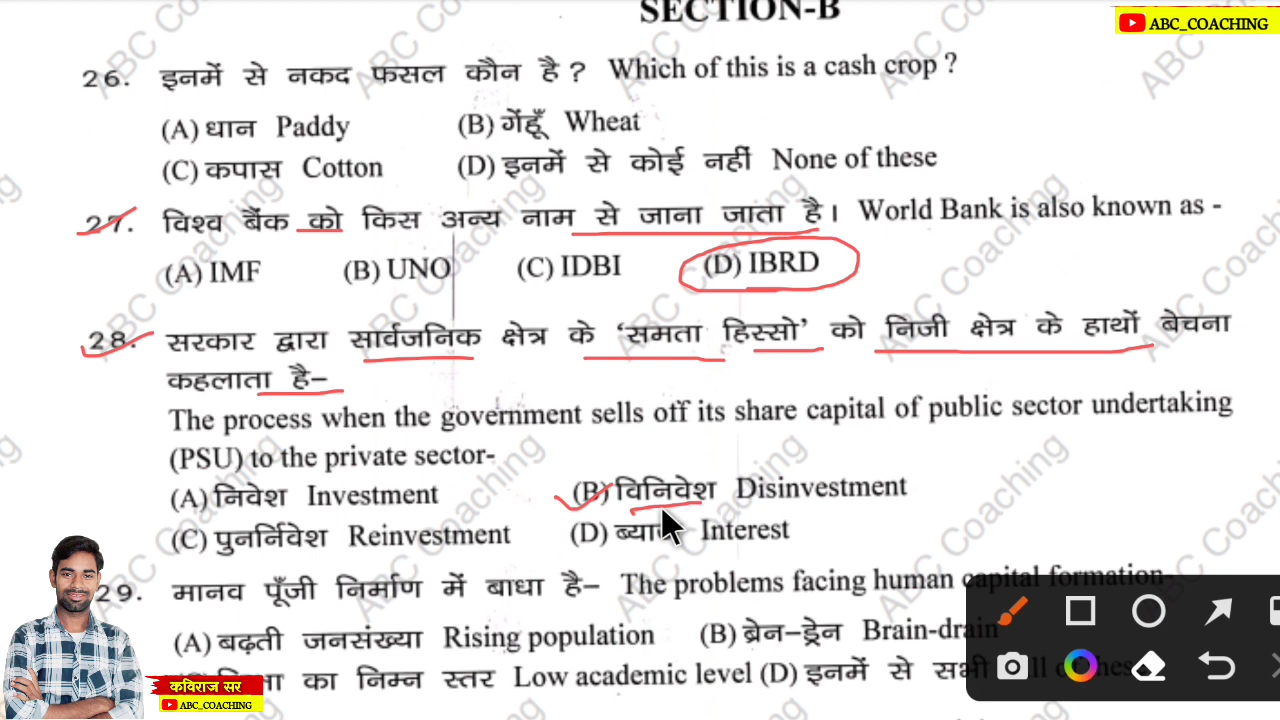 SECTION-B
ABC_COACHING
26. इनमें से नकद फसल कौन है ? Which of this is a cash crop ?
(A) धान Paddy (B) गेंहूँ Wheat
(C) कपास Cotton (D) इनमें से कोई नहीं None of these
27. विश्व बैंक को किस अन्य नाम से जाना जाता है। World Bank is also known as -
(A) IMF (B) UNO (C) IDBI (D) IBRD
28. सरकार द्वारा सार्वजनिक क्षेत्र के 'समता हिस्सो' को निजी क्षेत्र के हाथों बेचना
कहलाता है–
The process when the government sells off its share capital of public sector undertaking
(PSU) to the private sector-
(A) निवेश Investment (B) विनिवेश Disinvestment
(C) पुनर्निवेश Reinvestment (D) Interest
29. मानव पूँजी निर्माण में बाधा है– The problems facing human capital formation-
(A) बढ़ती जनसंख्या Rising population (B) ब्रेन–ड्रेन Brain-drain
का निम्न स्तर Low academic level (D) इनमें से सभी
कविराज सर
ABC_COACHING
ABC Coaching